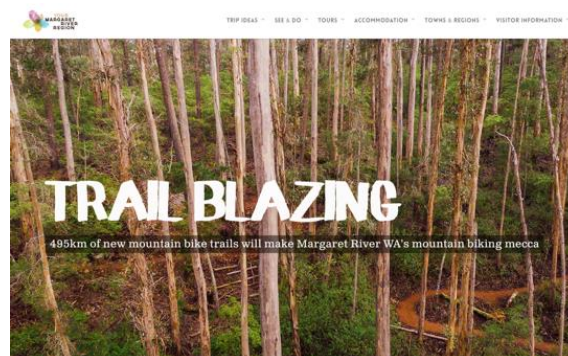 YOUR
MARGARET
RIVER
REGION
TRIP IDEAS
SEE & DO
TOURS
ACCOMMODATION
TOWNS & REGIONS
VISITOR INFORMATION
TRAIL BLAZING
495km of new mountain bike trails will make Margaret River WA's mountain biking mecca